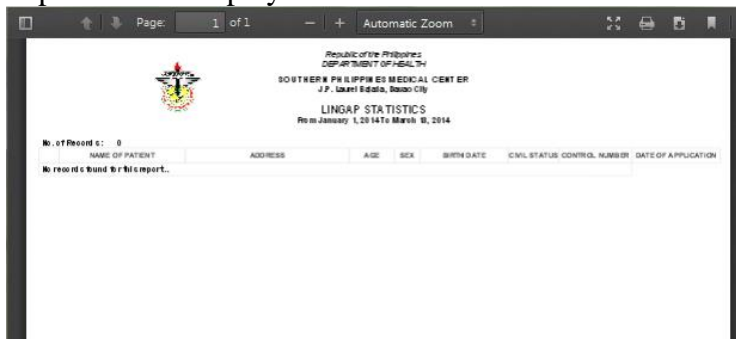 Page: 1 of 1 — + Automatic Zoom
Republic of the Philippines
DEPARTMENT OF HEALTH
SOUTHERN PHILIPPINES MEDICAL CENTER
J.P. Laurel Bajada, Davao City
LINGAP STATISTICS
From January 1, 2014 To March 13, 2014
No. of Records: 0
NAME OF PATIENT ADDRESS AGE SEX BIRTH DATE CIVIL STATUS CONTROL NUMBER DATE OF APPLICATION
No records found for this report..